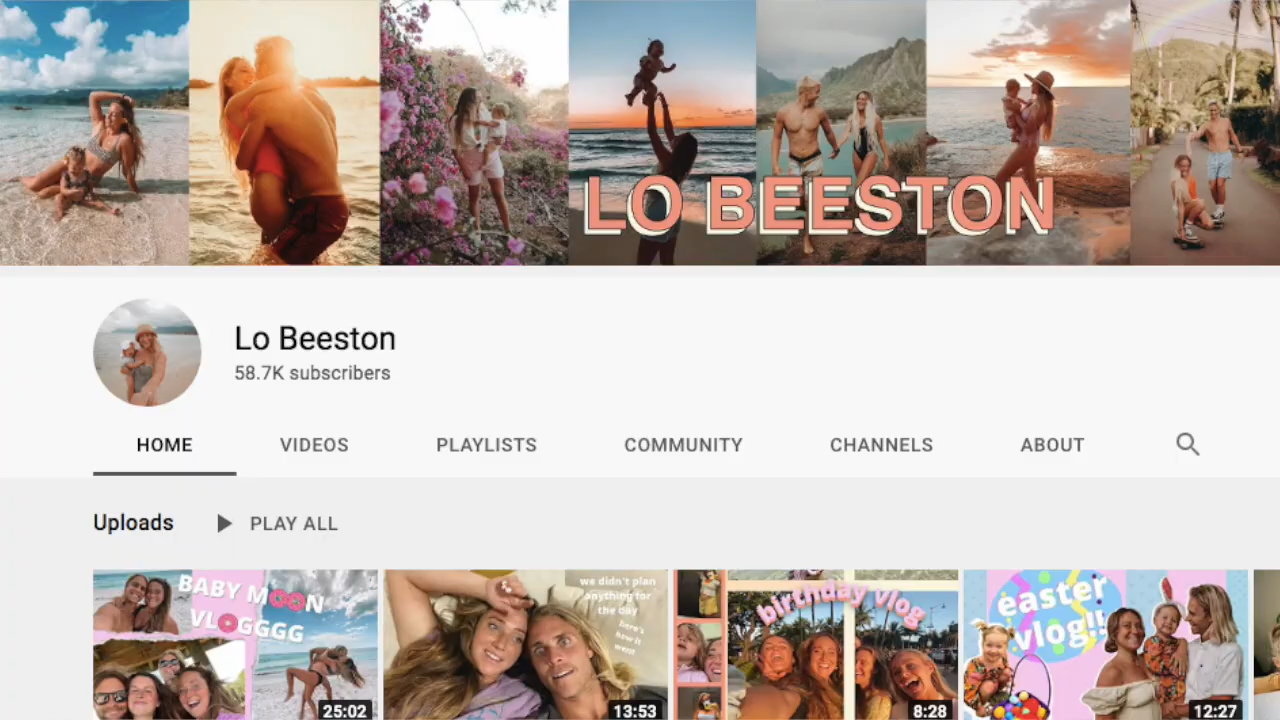 LO BEESTON
Lo Beeston
58.7K subscribers
HOME
VIDEOS
PLAYLISTS
COMMUNITY
CHANNELS
ABOUT
Uploads
PLAY ALL
BABY MOON
VLOGGGG
25:02
we didn't plan
anything for
the day
here's
how it
went
13:53
birthday vlog
8:28
easter
vlog!!
12:27